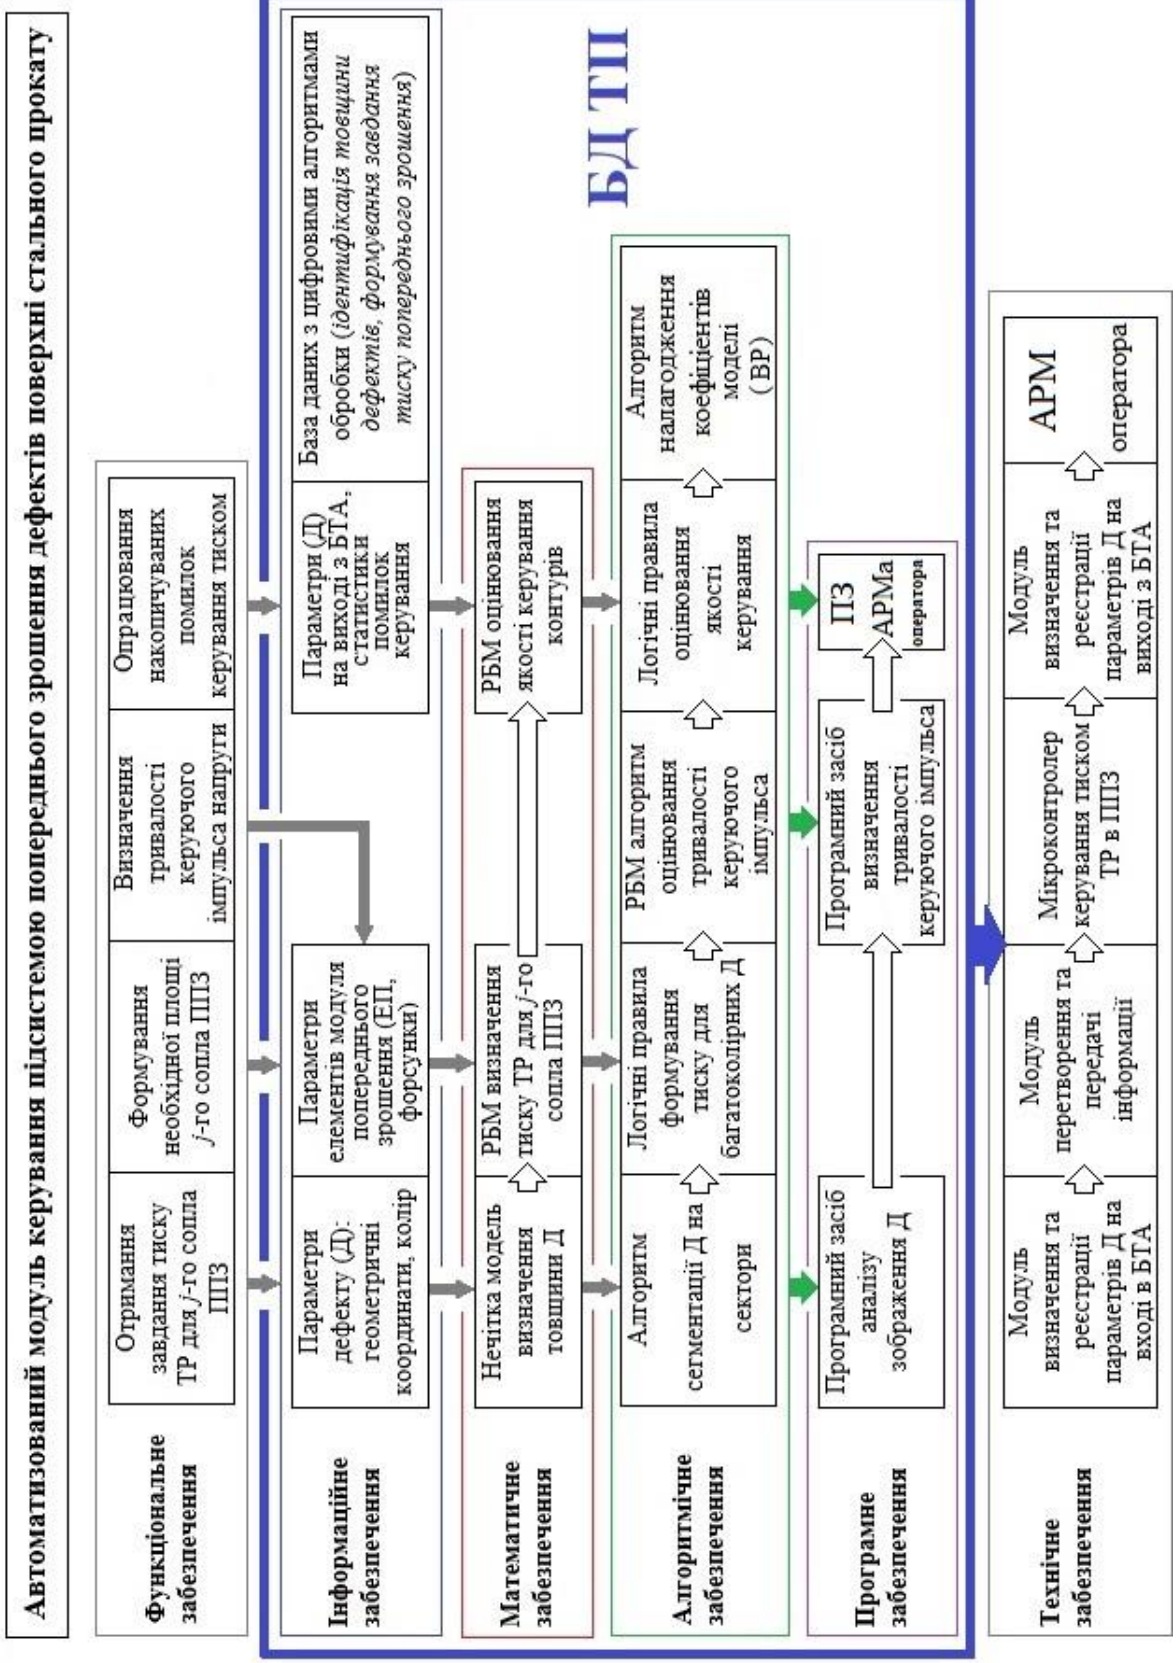 Автоматизований модуль керування підсистемою попереднього зрошення дефектів поверхні стального прокату
Функціональне
забезпечення
Отримання
завдання тиску
ТР для j-го сопла
ППЗ
Формування
необхідної площі
j-го сопла ППЗ
Визначення
тривалості
керуючого
імпульса напруги
Опрацювання
накопичуваних
помилок
керування тиском
Інформаційне
забезпечення
Параметри
дефекту (Д):
геометричні
координати, колір
Параметри
елементів модуля
попереднього
зрошення (ЕП,
форсунки)
Параметри (Д)
на виході з БТА,
статистики
помилок
керування
База даних з цифровими алгоритмами
обробки (ідентифікація товщини
дефектів, формування завдання
тиску попереднього зрошення)
Математичне
забезпечення
Нечітка модель
визначення
товщини Д
РБМ визначення
тиску ТР для j-го
сопла ППЗ
РБМ оцінювання
якості керування
контурів
БД ТП
Алгоритмічне
забезпечення
Алгоритм
сегментації Д на
сектори
Логічні правила
формування
тиску для
багатоколірних Д
РБМ алгоритм
оцінювання
тривалості
керуючого
імпульса
Логічні правила
оцінювання
якості
керування
Алгоритм
налагодження
коефіцієнтів
моделі
( ВР)
Програмне
забезпечення
Програмний засіб
аналізу
зображення Д
Програмний засіб
визначення
тривалості
керуючого імпульса
ПЗ
АРМа
оператора
Технічне
забезпечення
Модуль
визначення та
реєстрації
параметрів Д на
вході в БТА
Модуль
перетворення та
передачі
інформації
Мікроконтролер
керування тиском
ТР в ППЗ
Модуль
визначення та
реєстрації
параметрів Д на
виході з БТА
АРМ
оператора